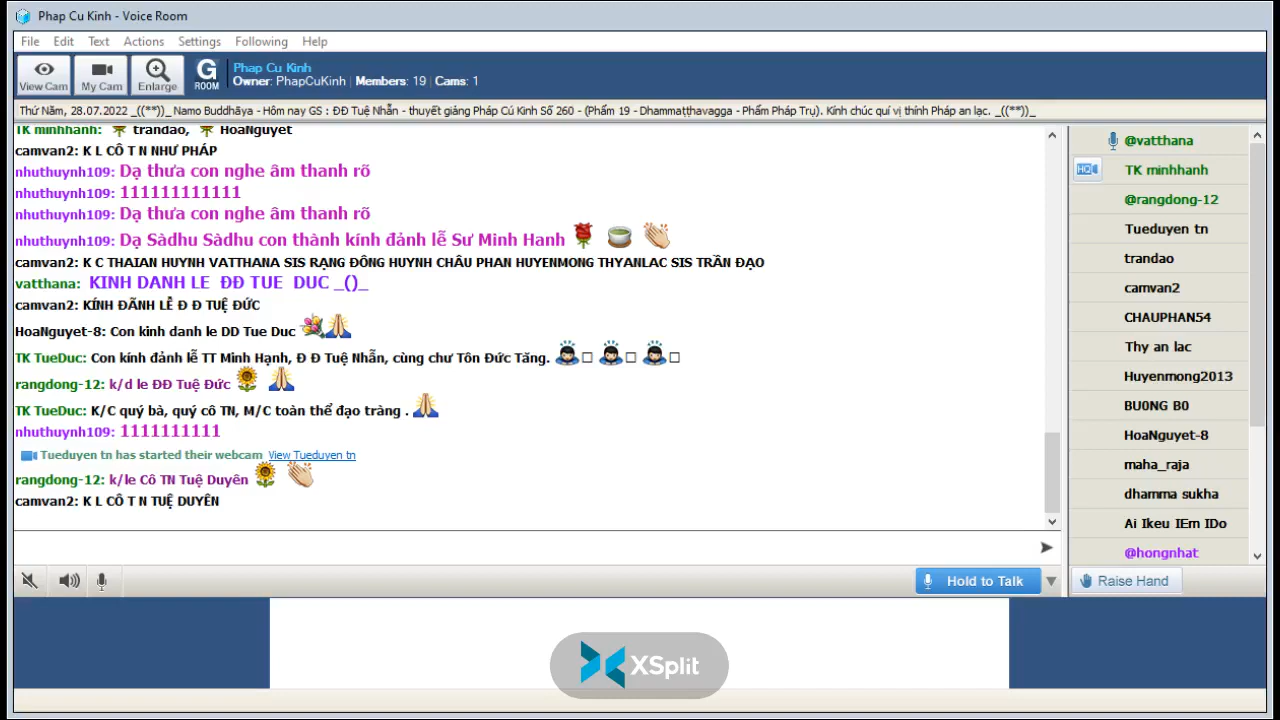 Phap Cu Kinh - Voice Room
File Edit Text Actions Settings Following Help
View Cam My Cam Enlarge G ROOM
Phap Cu Kinh
Owner: PhapCuKinh | Members: 19 | Cams: 1
Thứ Năm, 28.07.2022 _((**))_ Namo Buddhāya - Hôm nay GS : ĐĐ Tuệ Nhẫn - thuyết giảng Pháp Cú Kinh Số 260 - (Phẩm 19 - Dhammaṭṭhavagga - Phẩm Pháp Trụ). Kính chúc quí vị thính Pháp an lạc. _((**))_
TK minhhanh: trandao, HoaNguyet
camvan2: K L CÔ T N NHƯ PHÁP
nhuthuynh109: Dạ thưa con nghe âm thanh rõ
nhuthuynh109: 111111111111
nhuthuynh109: Dạ thưa con nghe âm thanh rõ
nhuthuynh109: Dạ Sàdhu Sàdhu con thành kính đảnh lễ Sư Minh Hanh
camvan2: K C THAIAN HUYNH VATTHANA SIS RẠNG ĐÔNG HUYNH CHÂU PHAN HUYENMONG THYANLAC SIS TRẦN ĐẠO
vatthana: KINH DANH LE ĐĐ TUE DUC _()_
camvan2: KÍNH ĐÃNH LỄ Đ Đ TUỆ ĐỨC
HoaNguyet-8: Con kinh danh le DD Tue Duc
TK TueDuc: Con kính đảnh lễ TT Minh Hạnh, Đ Đ Tuệ Nhẫn, cùng chư Tôn Đức Tăng.
rangdong-12: k/d le ĐĐ Tuệ Đức
TK TueDuc: K/C quý bà, quý cô TN, M/C toàn thể đạo tràng .
nhuthuynh109: 1111111111
Tueduyen tn has started their webcam View Tueduyen tn
rangdong-12: k/le Cô TN Tuệ Duyên
camvan2: K L CÔ T N TUỆ DUYÊN
@vatthana
HQ TK minhhanh
@rangdong-12
Tueduyen tn
trandao
camvan2
CHAUPHAN54
Thy an lac
Huyenmong2013
BU0NG B0
HoaNguyet-8
maha_raja
dhamma sukha
Ai Ikeu IEm IDo
@hongnhat
Hold to Talk
Raise Hand
XSplit